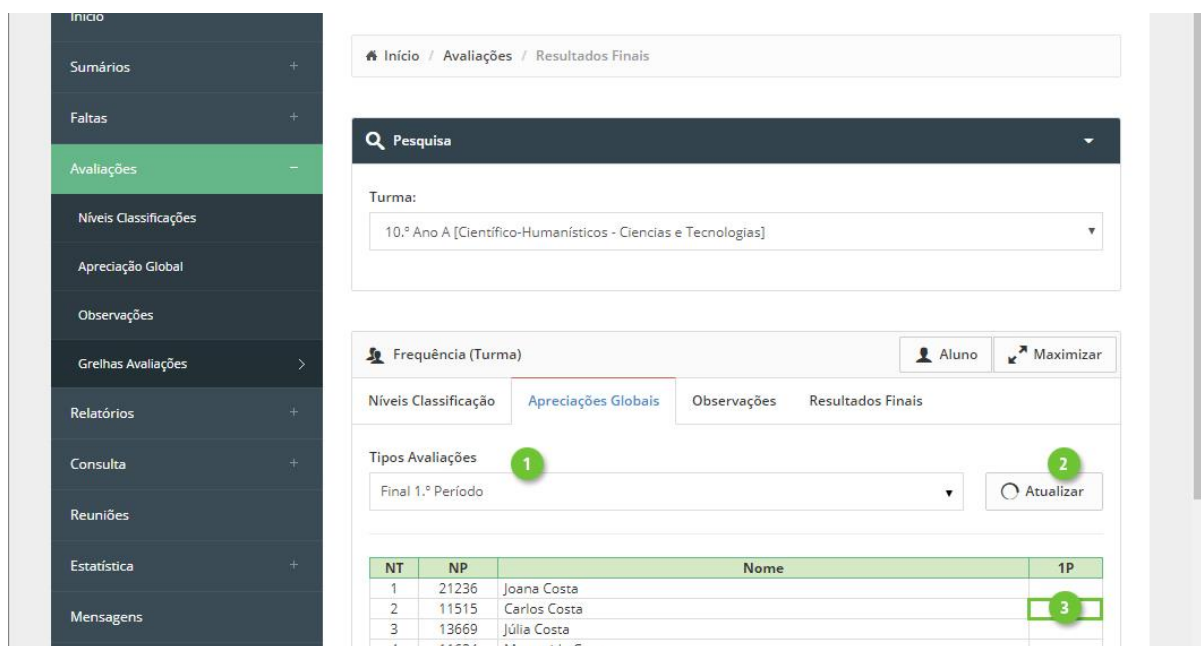 Início
Sumários +
Faltas +
Avaliações −
Níveis Classificações
Apreciação Global
Observações
Grelhas Avaliações >
Relatórios +
Consulta +
Reuniões
Estatística +
Mensagens
Início / Avaliações / Resultados Finais
Pesquisa
Turma:
10.º Ano A [Científico-Humanísticos - Ciencias e Tecnologias]
Frequência (Turma) Aluno Maximizar
Níveis Classificação Apreciações Globais Observações Resultados Finais
Tipos Avaliações 1 2
Final 1.º Período Atualizar
NT NP Nome 1P
1 21236 Joana Costa
2 11515 Carlos Costa 3
3 13669 Júlia Costa